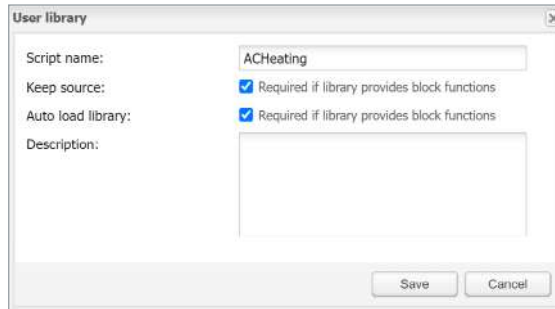 User library
Script name: ACHeating
Keep source: Required if library provides block functions
Auto load library: Required if library provides block functions
Description:
Save Cancel